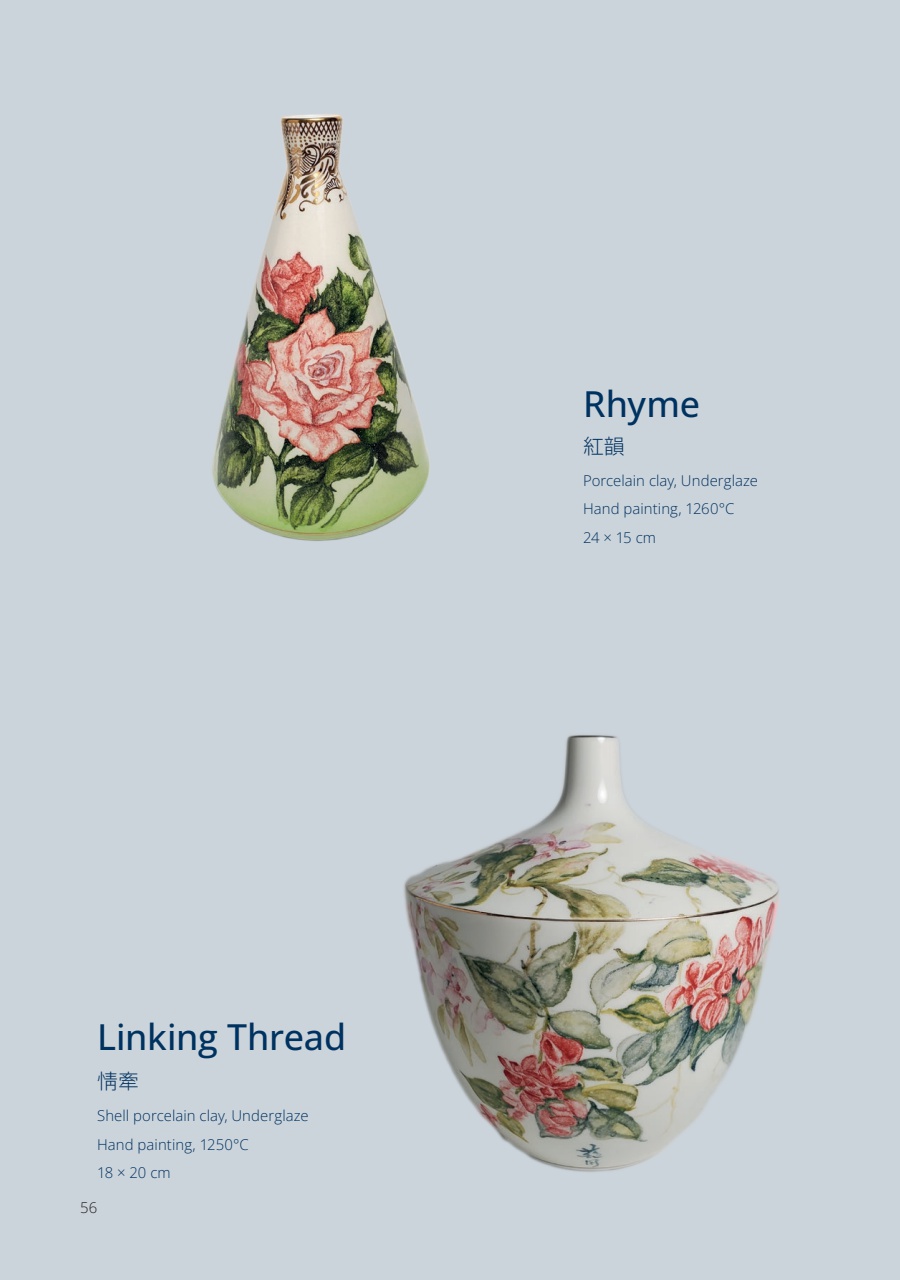 Rhyme
紅韻
Porcelain clay, Underglaze
Hand painting, 1260°C
24 × 15 cm
Linking Thread
情牽
Shell porcelain clay, Underglaze
Hand painting, 1250°C
18 × 20 cm
56